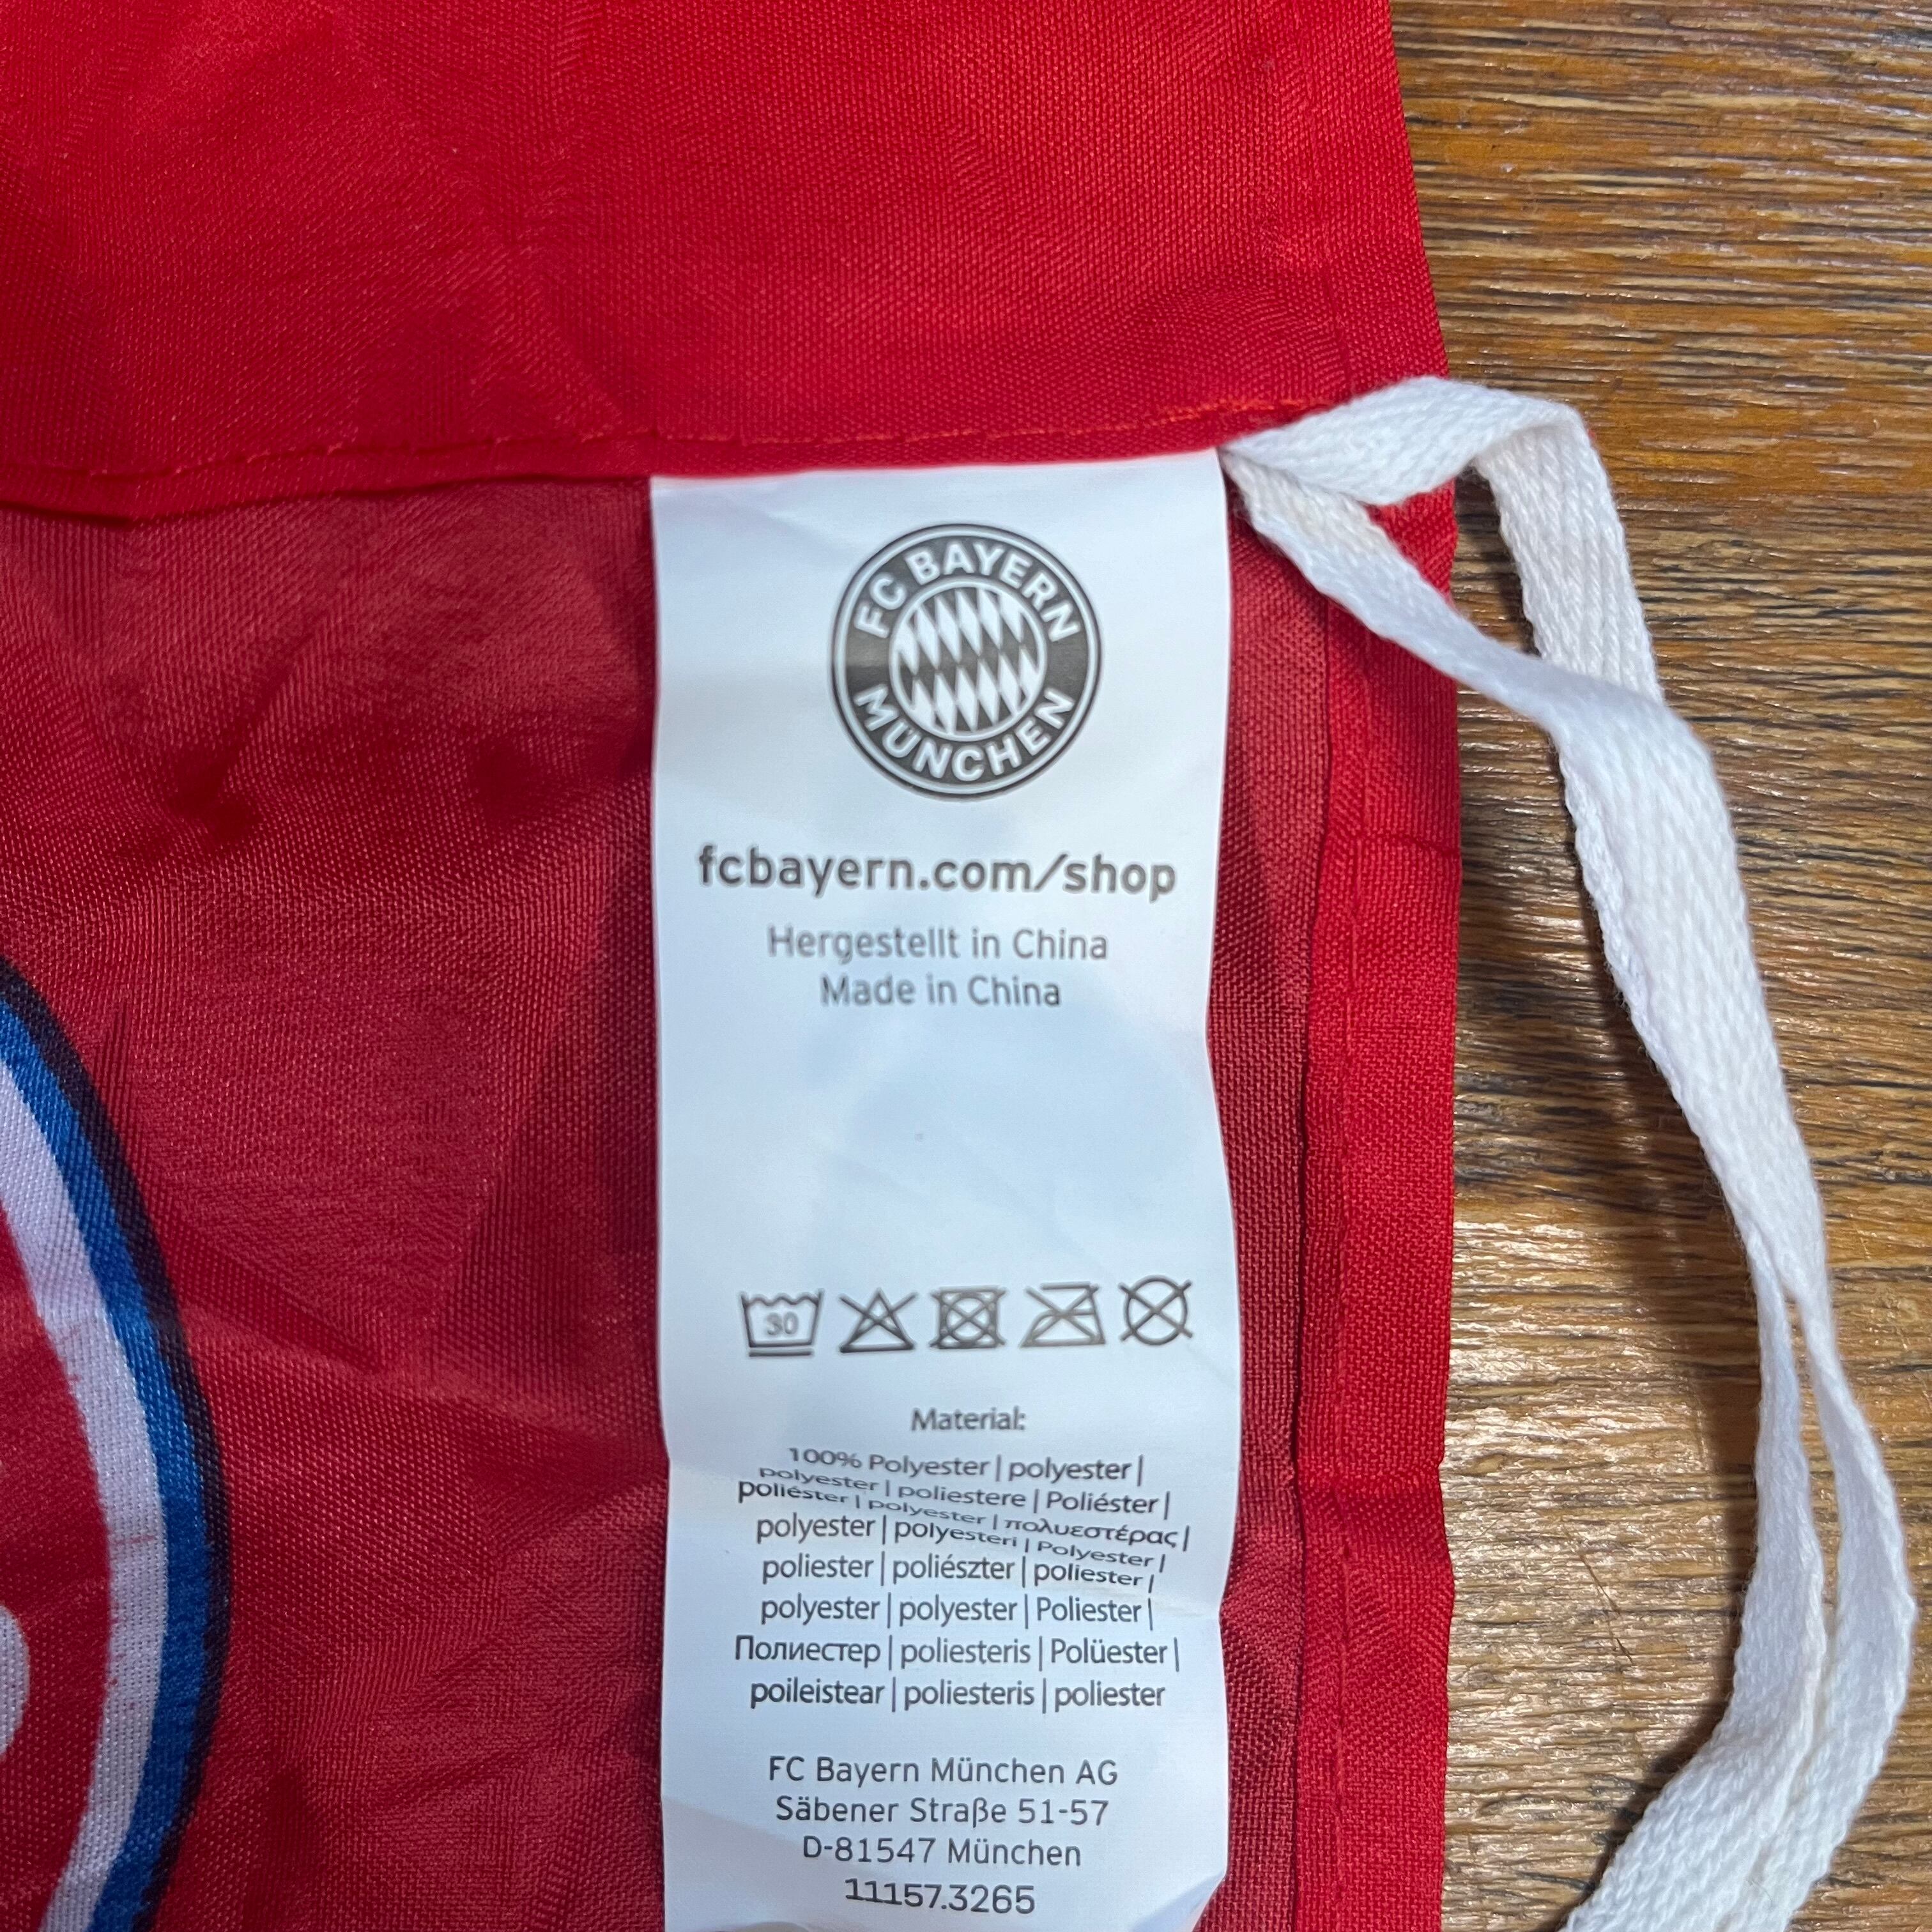 FC BAYERN
MÜNCHEN
fcbayern.com/shop
Hergestellt in China
Made in China
30
Material:
100% Polyester | polyester |
polyester | poliestere | Poliéster |
poliéster | polyester | πολυεστέρας |
polyester | polyesteri | Polyester |
poliester | poliészter | poliester |
polyester | polyester | Poliester |
Полиестер | poliesteris | Polüester |
poileistear | poliesteris | poliester
FC Bayern München AG
Säbener Straße 51-57
D-81547 München
11157.3265